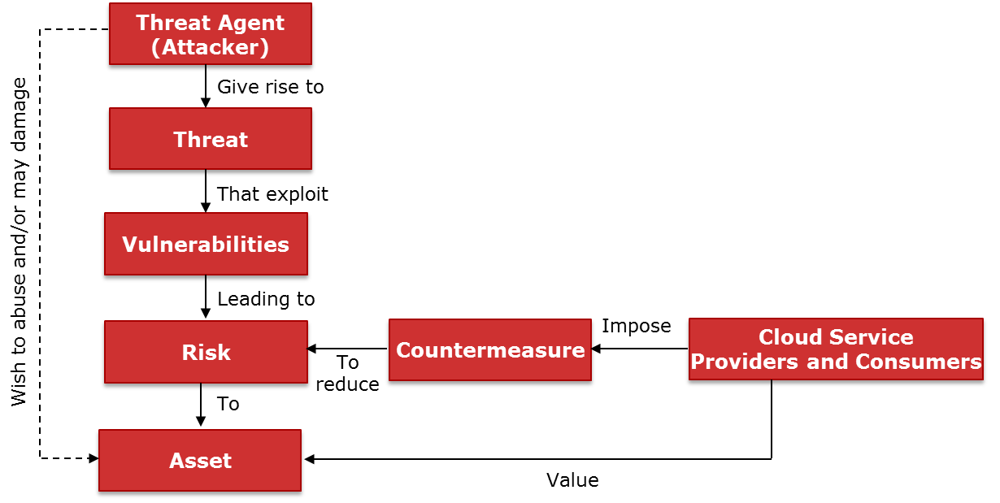 Threat Agent
(Attacker)
Give rise to
Threat
That exploit
Vulnerabilities
Leading to
Wish to abuse and/or may damage
Risk
To
reduce
Countermeasure
Impose
Cloud Service
Providers and Consumers
To
Asset
Value